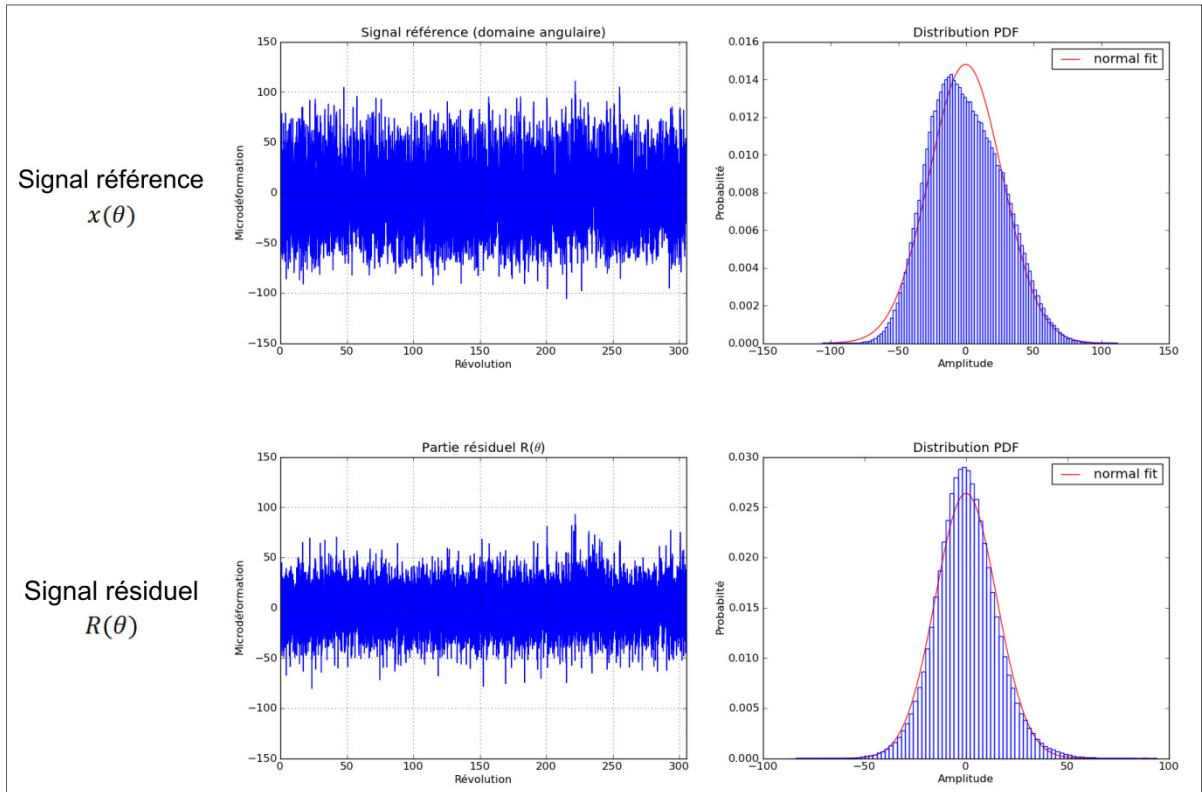 Signal référence
x(θ)
Signal référence (domaine angulaire)
Microdéformation
150
100
50
0
−50
−100
−150
0 50 100 150 200 250 300
Révolution
Distribution PDF
normal fit
Probabilté
0.016
0.014
0.012
0.010
0.008
0.006
0.004
0.002
0.000
−150 −100 −50 0 50 100 150
Amplitude
Signal résiduel
R(θ)
Partie résiduel R(θ)
Microdéformation
150
100
50
0
−50
−100
−150
0 50 100 150 200 250 300
Révolution
Distribution PDF
normal fit
Probabilté
0.030
0.025
0.020
0.015
0.010
0.005
0.000
−100 −50 0 50 100
Amplitude